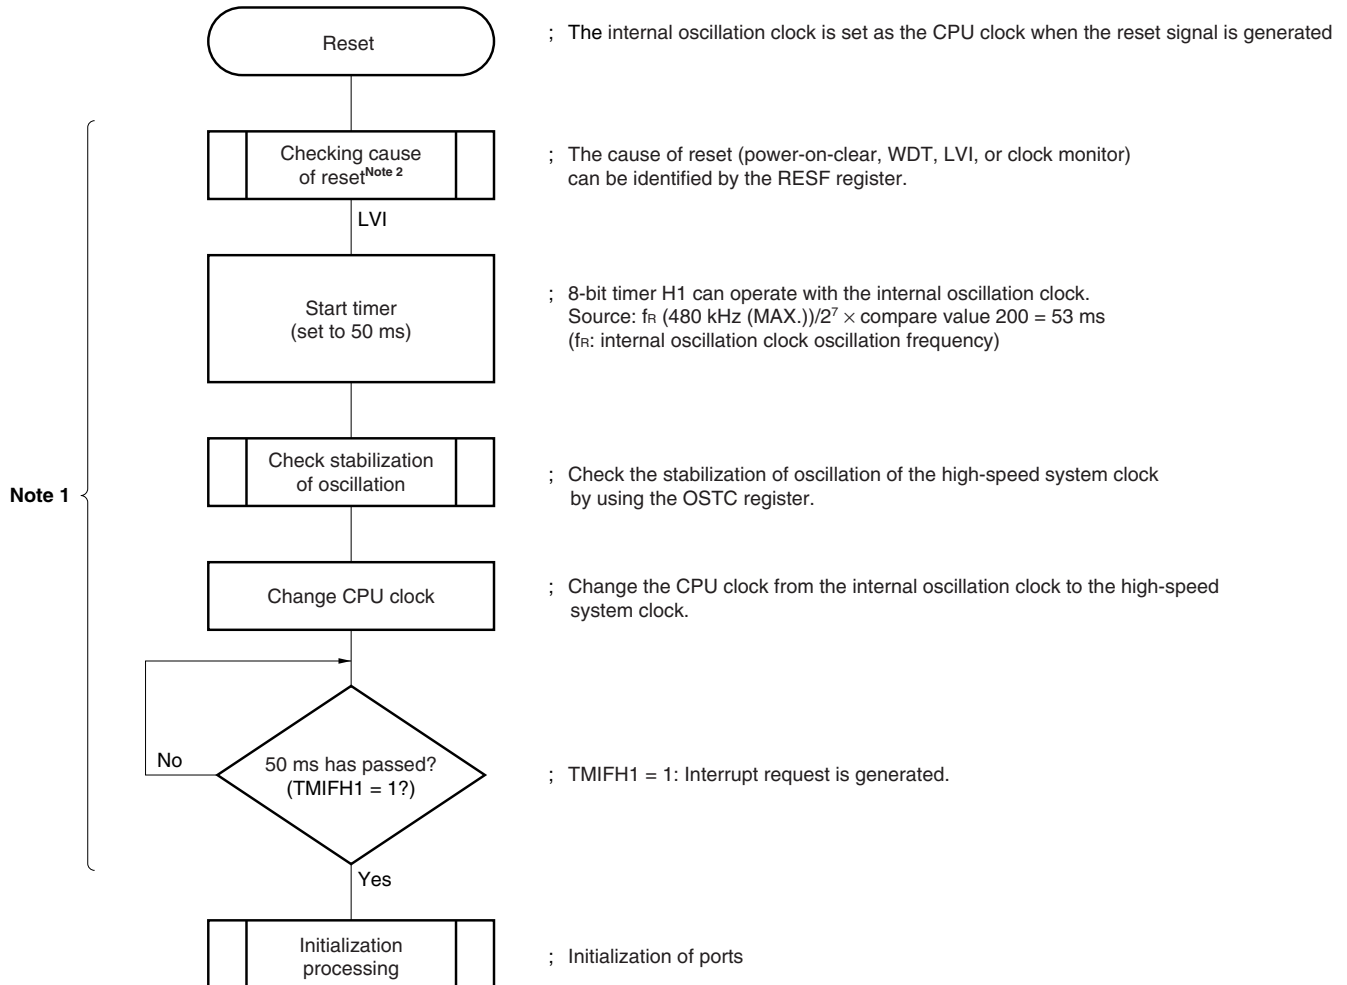 Reset
; The internal oscillation clock is set as the CPU clock when the reset signal is generated
Checking cause
of reset^Note 2
; The cause of reset (power-on-clear, WDT, LVI, or clock monitor)
can be identified by the RESF register.
LVI
Start timer
(set to 50 ms)
; 8-bit timer H1 can operate with the internal oscillation clock.
Source: fR (480 kHz (MAX.))/2^7 × compare value 200 = 53 ms
(fR: internal oscillation clock oscillation frequency)
Note 1
Check stabilization
of oscillation
; Check the stabilization of oscillation of the high-speed system clock
by using the OSTC register.
Change CPU clock
; Change the CPU clock from the internal oscillation clock to the high-speed
system clock.
No
50 ms has passed?
(TMIFH1 = 1?)
; TMIFH1 = 1: Interrupt request is generated.
Yes
Initialization
processing
; Initialization of ports